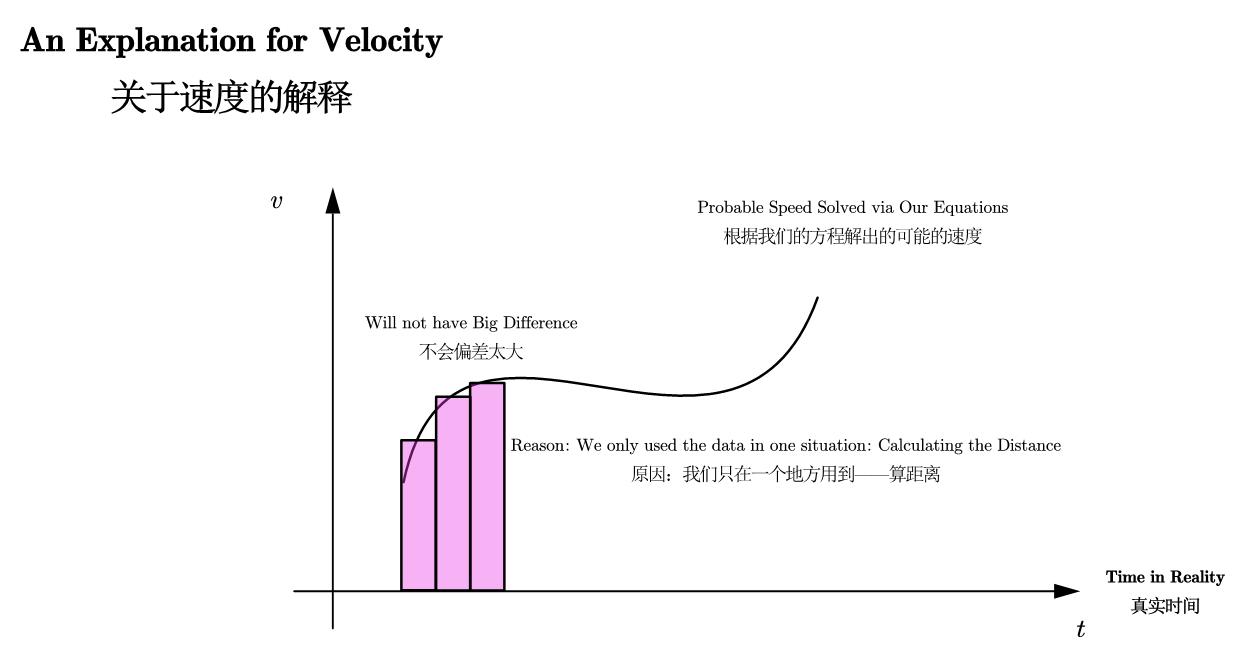 An Explanation for Velocity
关于速度的解释
v
Probable Speed Solved via Our Equations
根据我们的方程解出的可能的速度
Will not have Big Difference
不会偏差太大
Reason: We only used the data in one situation: Calculating the Distance
原因：我们只在一个地方用到——算距离
Time in Reality
真实时间
t